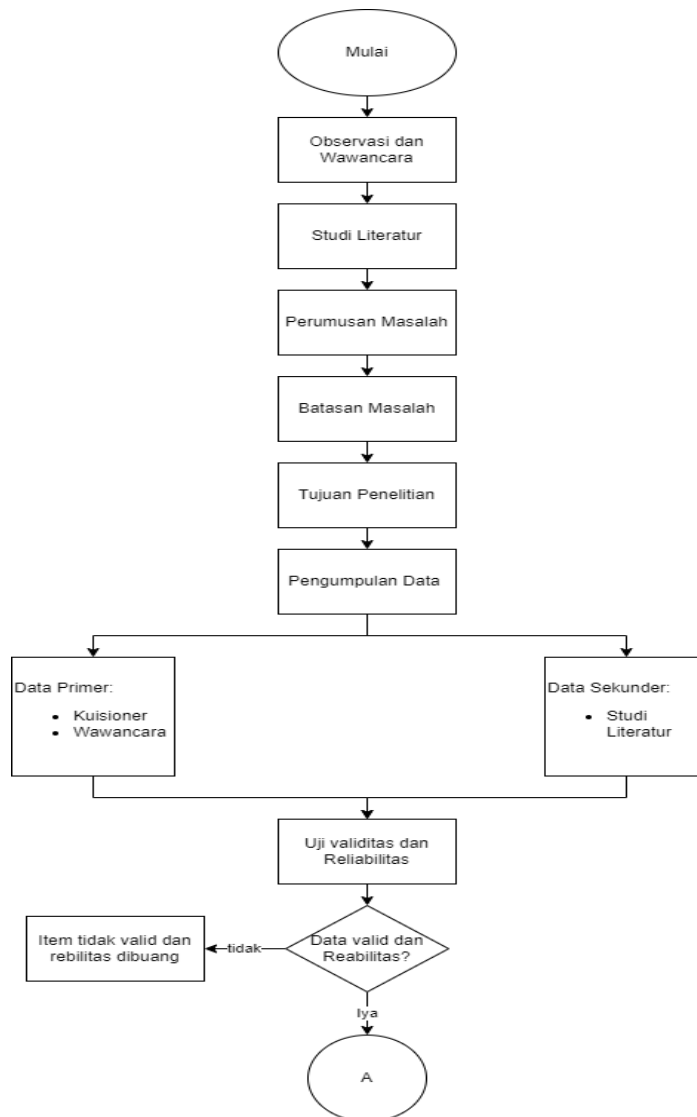 Mulai
Observasi dan
Wawancara
Studi Literatur
Perumusan Masalah
Batasan Masalah
Tujuan Penelitian
Pengumpulan Data
Data Primer:
• Kuisioner
• Wawancara
Data Sekunder:
• Studi
Literatur
Uji validitas dan
Reliabilitas
Data valid dan
Reabilitas?
tidak
Item tidak valid dan
rebilitas dibuang
Iya
A